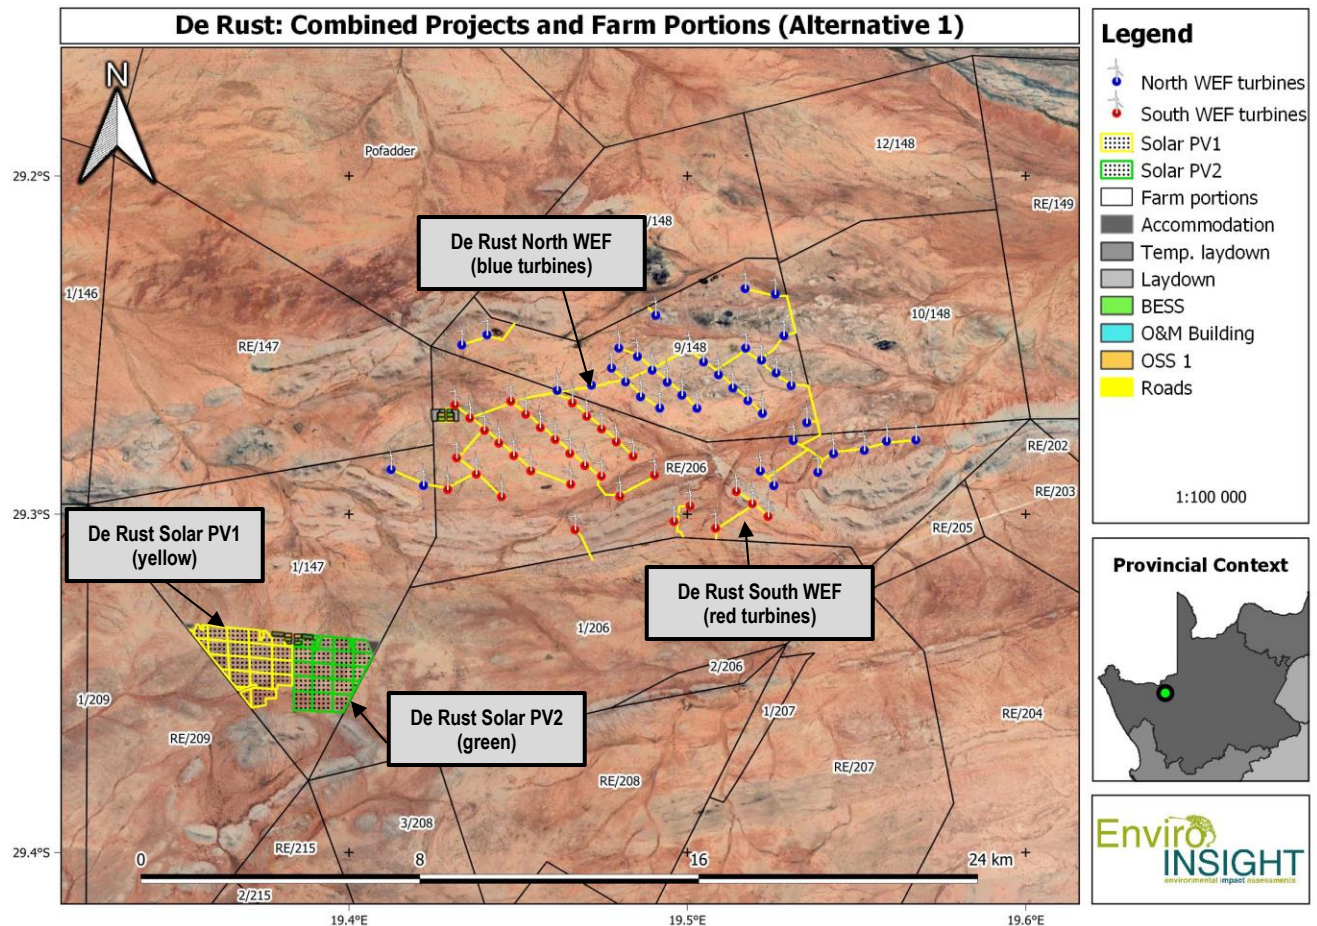 De Rust: Combined Projects and Farm Portions (Alternative 1)
N
29.2°S
29.3°S
29.4°S
19.4°E
19.5°E
19.6°E
Pofadder
12/148
RE/149
/148
De Rust North WEF
(blue turbines)
1/146
10/148
RE/147
9/148
RE/206
RE/202
RE/203
RE/205
De Rust Solar PV1
(yellow)
1/147
De Rust South WEF
(red turbines)
1/206
2/206
1/209
1/207
RE/204
De Rust Solar PV2
(green)
RE/209
RE/208
RE/207
3/208
RE/215
2/215
0
8
16
24 km
Legend
North WEF turbines
South WEF turbines
Solar PV1
Solar PV2
Farm portions
Accommodation
Temp. laydown
Laydown
BESS
O&M Building
OSS 1
Roads
1:100 000
Provincial Context
Enviro
INSIGHT
environmental impact assessments